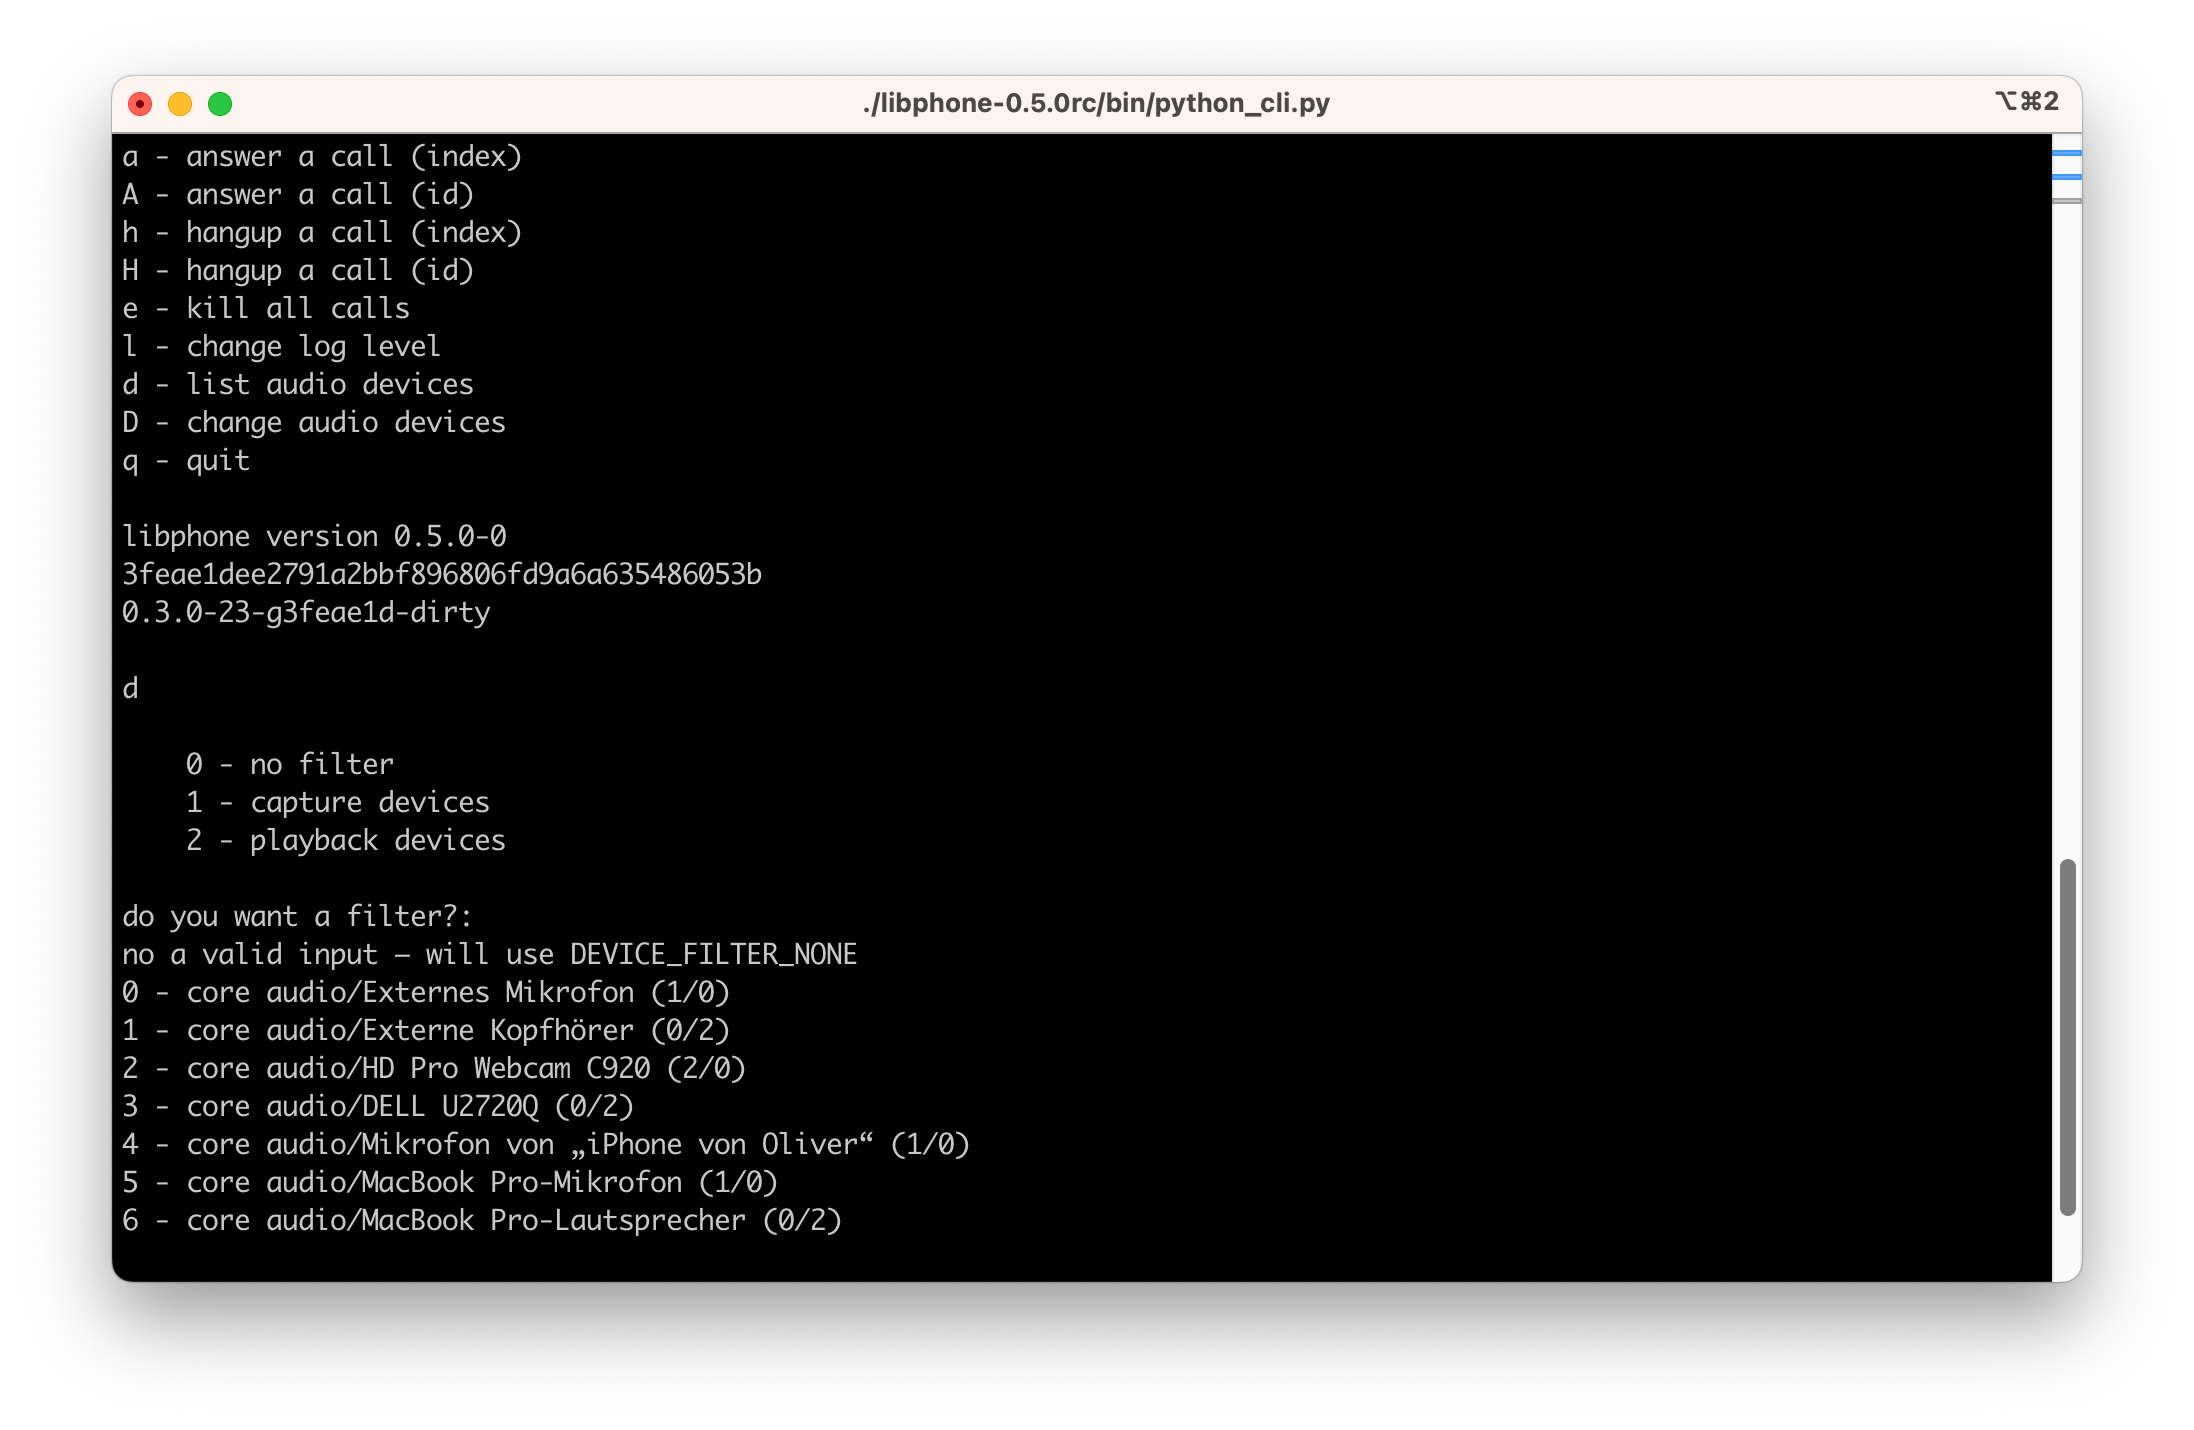 ./libphone-0.5.0rc/bin/python_cli.py
⌥⌘2
a - answer a call (index)
A - answer a call (id)
h - hangup a call (index)
H - hangup a call (id)
e - kill all calls
l - change log level
d - list audio devices
D - change audio devices
q - quit
libphone version 0.5.0-0
3feae1dee2791a2bbf896806fd9a6a635486053b
0.3.0-23-g3feae1d-dirty
d
0 - no filter
1 - capture devices
2 - playback devices
do you want a filter?:
no a valid input – will use DEVICE_FILTER_NONE
0 - core audio/Externes Mikrofon (1/0)
1 - core audio/Externe Kopfhörer (0/2)
2 - core audio/HD Pro Webcam C920 (2/0)
3 - core audio/DELL U2720Q (0/2)
4 - core audio/Mikrofon von „iPhone von Oliver“ (1/0)
5 - core audio/MacBook Pro-Mikrofon (1/0)
6 - core audio/MacBook Pro-Lautsprecher (0/2)